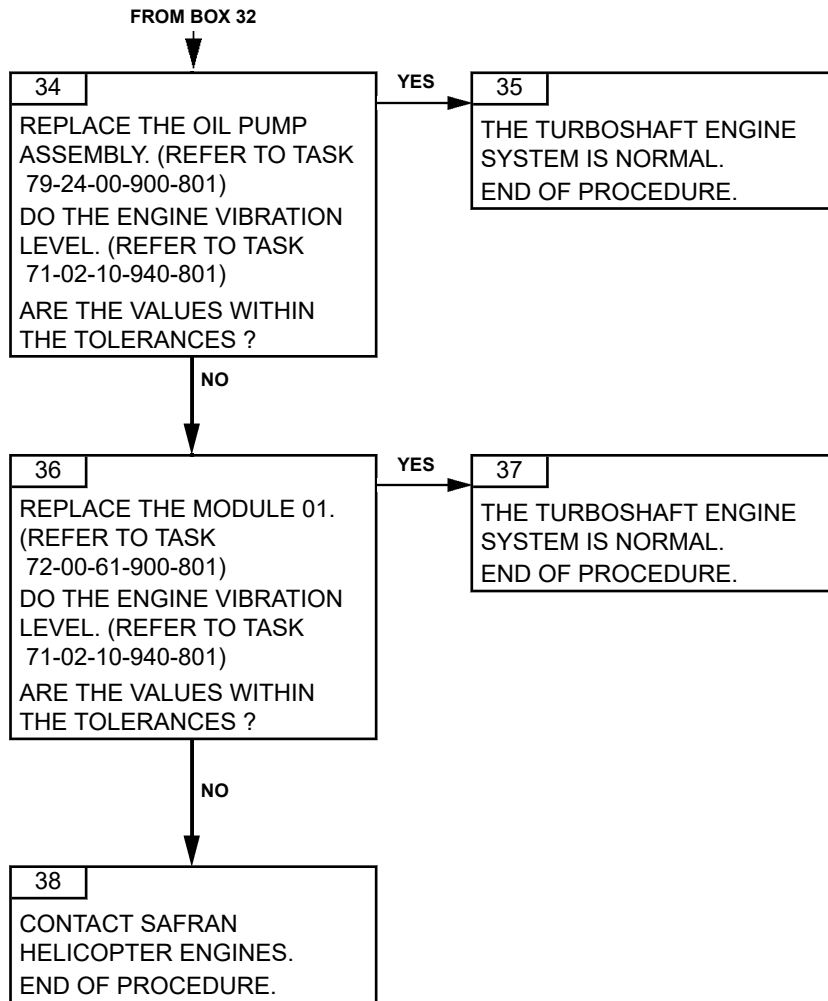 FROM BOX 32
34
REPLACE THE OIL PUMP
ASSEMBLY. (REFER TO TASK
79-24-00-900-801)
DO THE ENGINE VIBRATION
LEVEL. (REFER TO TASK
71-02-10-940-801)
ARE THE VALUES WITHIN
THE TOLERANCES ?
YES
35
THE TURBOSHAFT ENGINE
SYSTEM IS NORMAL.
END OF PROCEDURE.
NO
36
REPLACE THE MODULE 01.
(REFER TO TASK
72-00-61-900-801)
DO THE ENGINE VIBRATION
LEVEL. (REFER TO TASK
71-02-10-940-801)
ARE THE VALUES WITHIN
THE TOLERANCES ?
YES
37
THE TURBOSHAFT ENGINE
SYSTEM IS NORMAL.
END OF PROCEDURE.
NO
38
CONTACT SAFRAN
HELICOPTER ENGINES.
END OF PROCEDURE.